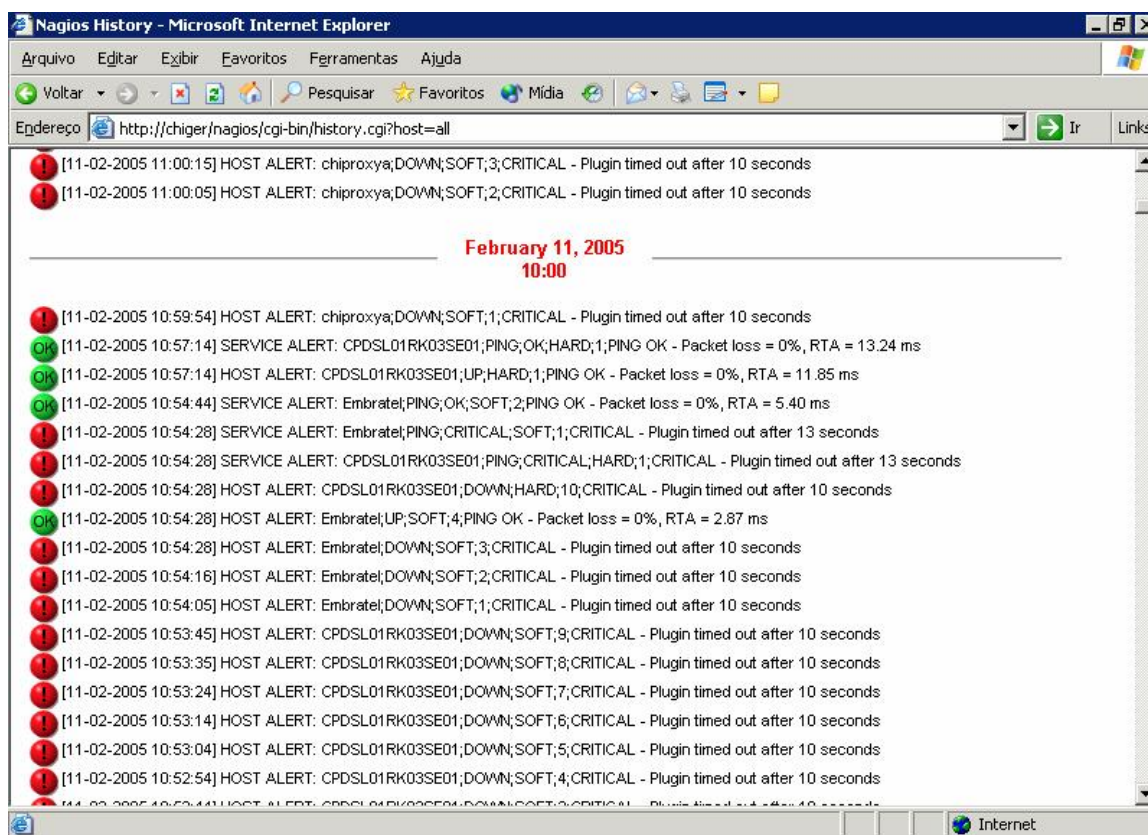 Nagios History - Microsoft Internet Explorer
Arquivo Editar Exibir Favoritos Ferramentas Ajuda
Voltar Pesquisar Favoritos Mídia
Endereço http://chiger/nagios/cgi-bin/history.cgi?host=all Ir Links
[11-02-2005 11:00:15] HOST ALERT: chiproxya;DOWN;SOFT;3;CRITICAL - Plugin timed out after 10 seconds
[11-02-2005 11:00:05] HOST ALERT: chiproxya;DOWN;SOFT;2;CRITICAL - Plugin timed out after 10 seconds
February 11, 2005
10:00
[11-02-2005 10:59:54] HOST ALERT: chiproxya;DOWN;SOFT;1;CRITICAL - Plugin timed out after 10 seconds
OK [11-02-2005 10:57:14] SERVICE ALERT: CPDSL01RK03SE01;PING;OK;HARD;1;PING OK - Packet loss = 0%, RTA = 13.24 ms
OK [11-02-2005 10:57:14] HOST ALERT: CPDSL01RK03SE01;UP;HARD;1;PING OK - Packet loss = 0%, RTA = 11.85 ms
OK [11-02-2005 10:54:44] SERVICE ALERT: Embratel;PING;OK;SOFT;2;PING OK - Packet loss = 0%, RTA = 5.40 ms
[11-02-2005 10:54:28] SERVICE ALERT: Embratel;PING;CRITICAL;SOFT;1;CRITICAL - Plugin timed out after 13 seconds
[11-02-2005 10:54:28] SERVICE ALERT: CPDSL01RK03SE01;PING;CRITICAL;HARD;1;CRITICAL - Plugin timed out after 13 seconds
[11-02-2005 10:54:28] HOST ALERT: CPDSL01RK03SE01;DOWN;HARD;10;CRITICAL - Plugin timed out after 10 seconds
OK [11-02-2005 10:54:28] HOST ALERT: Embratel;UP;SOFT;4;PING OK - Packet loss = 0%, RTA = 2.87 ms
[11-02-2005 10:54:28] HOST ALERT: Embratel;DOWN;SOFT;3;CRITICAL - Plugin timed out after 10 seconds
[11-02-2005 10:54:16] HOST ALERT: Embratel;DOWN;SOFT;2;CRITICAL - Plugin timed out after 10 seconds
[11-02-2005 10:54:05] HOST ALERT: Embratel;DOWN;SOFT;1;CRITICAL - Plugin timed out after 10 seconds
[11-02-2005 10:53:45] HOST ALERT: CPDSL01RK03SE01;DOWN;SOFT;9;CRITICAL - Plugin timed out after 10 seconds
[11-02-2005 10:53:35] HOST ALERT: CPDSL01RK03SE01;DOWN;SOFT;8;CRITICAL - Plugin timed out after 10 seconds
[11-02-2005 10:53:24] HOST ALERT: CPDSL01RK03SE01;DOWN;SOFT;7;CRITICAL - Plugin timed out after 10 seconds
[11-02-2005 10:53:14] HOST ALERT: CPDSL01RK03SE01;DOWN;SOFT;6;CRITICAL - Plugin timed out after 10 seconds
[11-02-2005 10:53:04] HOST ALERT: CPDSL01RK03SE01;DOWN;SOFT;5;CRITICAL - Plugin timed out after 10 seconds
[11-02-2005 10:52:54] HOST ALERT: CPDSL01RK03SE01;DOWN;SOFT;4;CRITICAL - Plugin timed out after 10 seconds
Internet